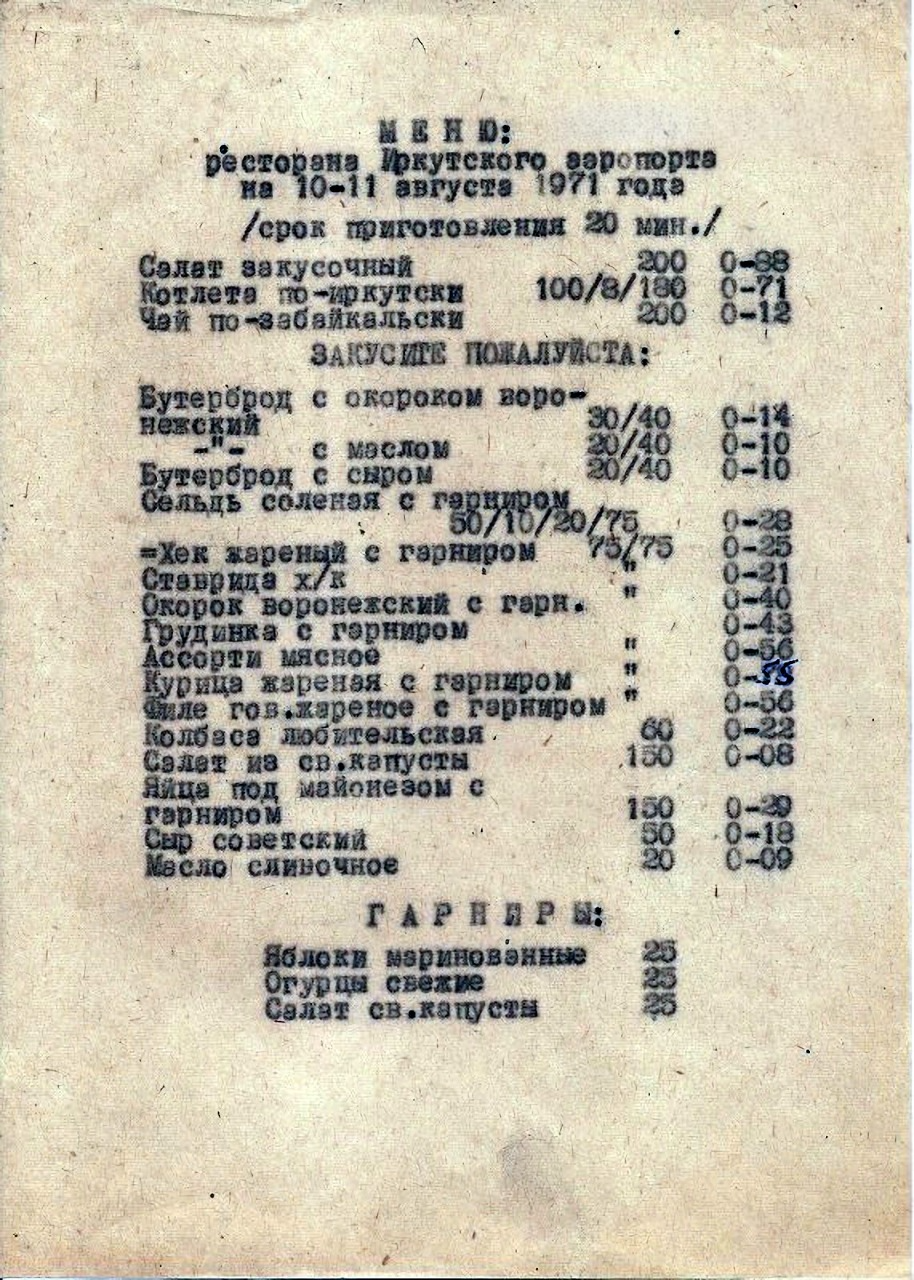 М Е Н Ю:
ресторана Иркутского аэропорта
на 10-11 августа 1971 года
/срок приготовления 20 мин./
Салат закусочный 200 0-88
Котлета по-иркутски 100/8/180 0-71
Чай по-забайкальски 200 0-12
ЗАКУСИТЕ ПОЖАЛУЙСТА:
Бутерброд с окороком воро-
нежский 30/40 0-14
-"- с маслом 20/40 0-10
Бутерброд с сыром 20/40 0-10
Сельдь соленая с гарниром
50/10/20/75 0-28
=Хек жареный с гарниром 75/75 0-25
Ставрида х/к " 0-21
Окорок воронежский с гарн. " 0-40
Грудинка с гарниром 0-43
Ассорти мясное " 0-56
Курица жареная с гарниром " 0-55
Филе гов.жареное с гарниром " 0-56
Колбаса любительская 60 0-22
Салат из св.капусты 150 0-08
Яйца под майонезом с
гарниром 150 0-29
Сыр советский 50 0-18
Масло сливочное 20 0-09
Г А Р Н И Р Ы:
Яблоки маринованные 25
Огурцы свежие 25
Салат св.капусты 25